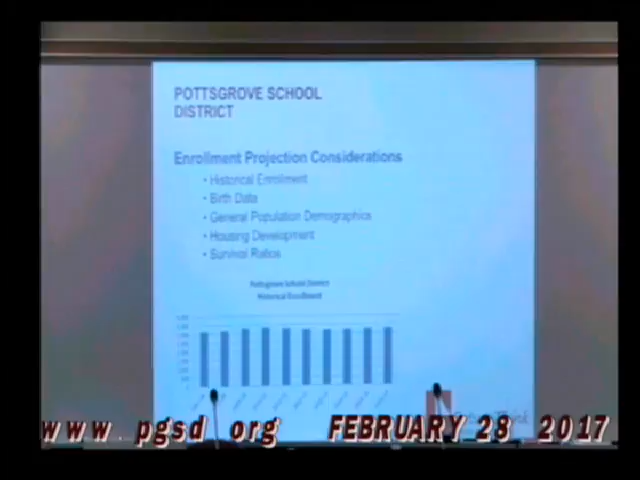 POTTSGROVE SCHOOL
DISTRICT
Enrollment Projection Considerations
• Historical Enrollment
• Birth Data
• General Population Demographics
• Housing Development
• Survival Ratios
Pottsgrove School District
Historical Enrollment
www. pgsd org FEBRUARY 28 2017